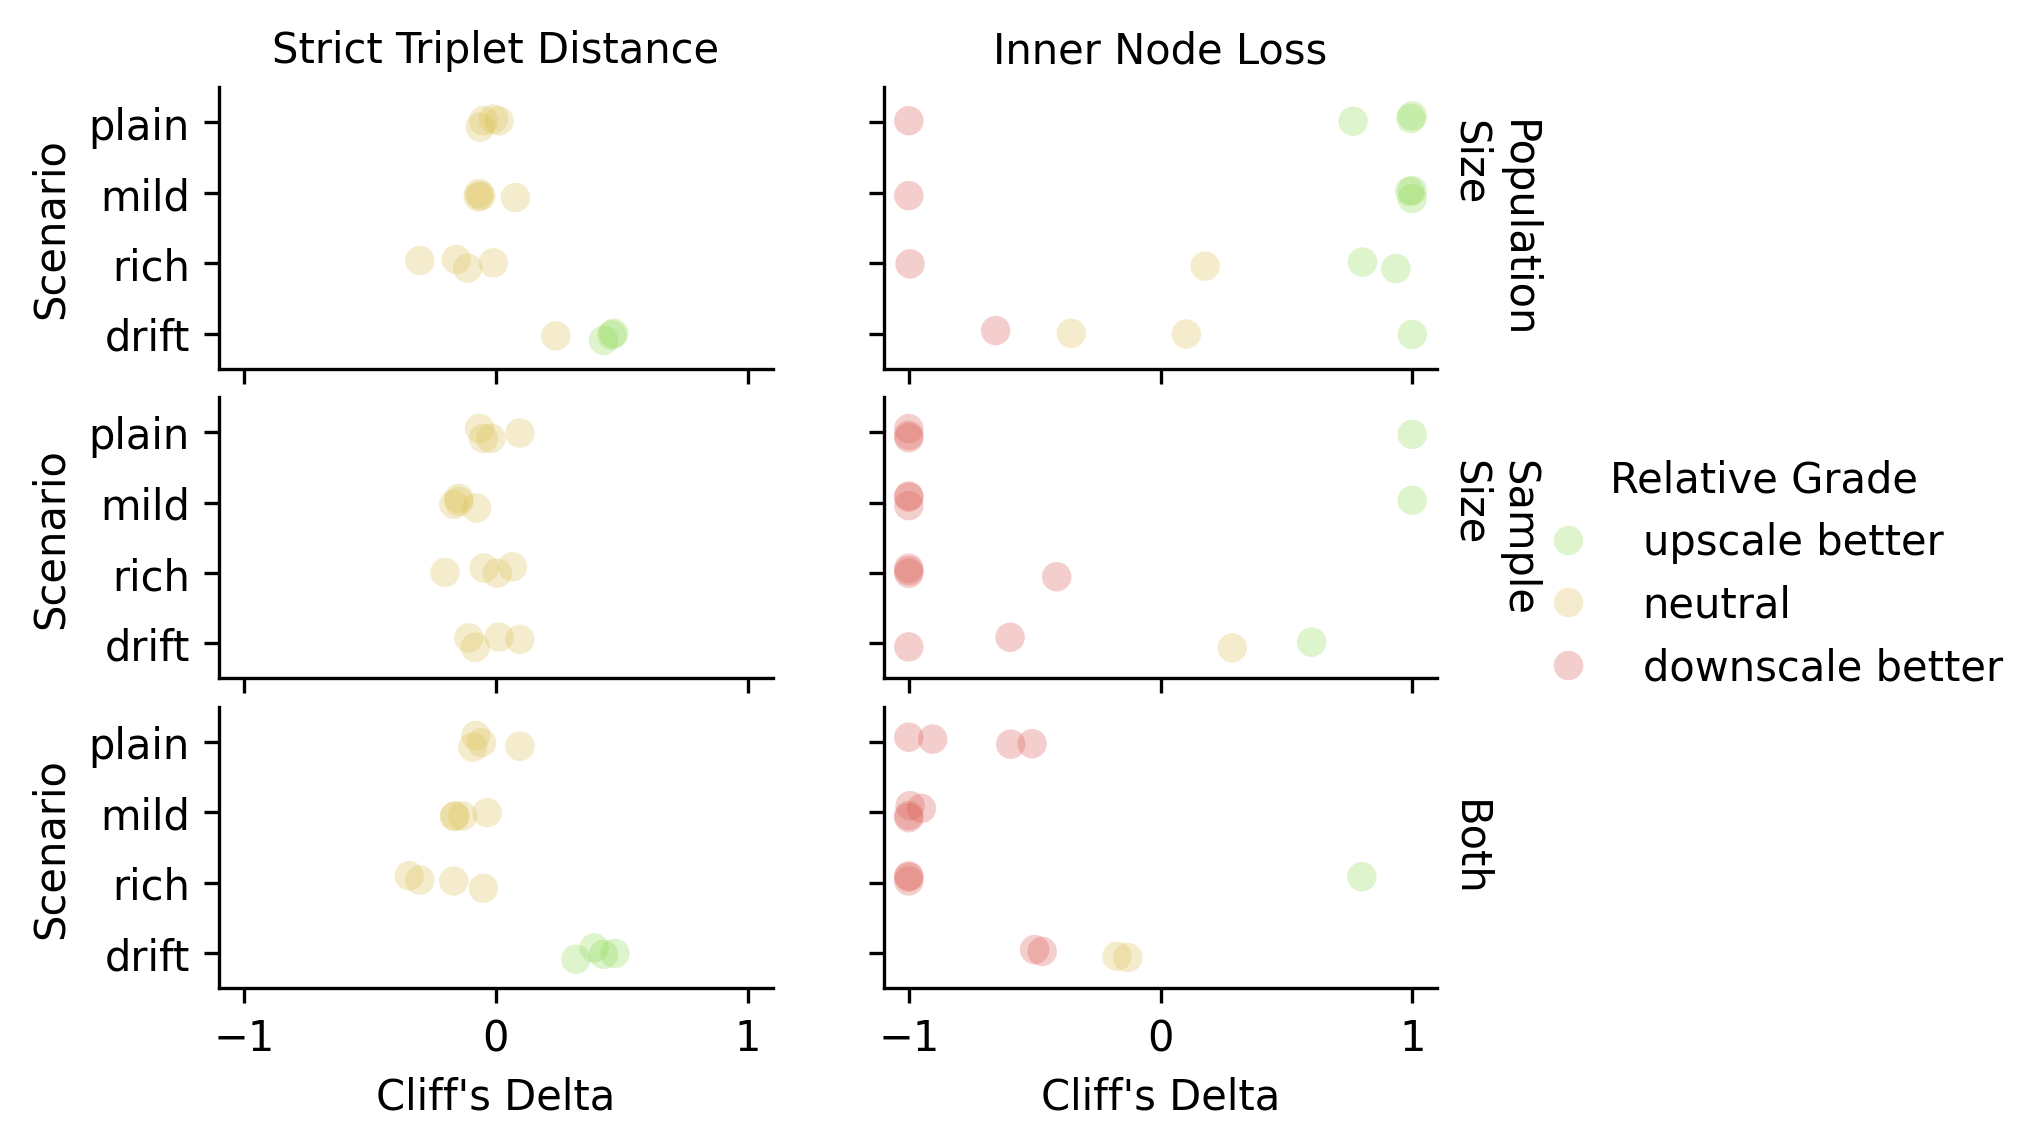 Strict Triplet Distance
Inner Node Loss
Scenario
plain
mild
rich
drift
Population
Size
Scenario
plain
mild
rich
drift
Sample
Size
Relative Grade
upscale better
neutral
downscale better
Scenario
plain
mild
rich
drift
Both
−1
0
1
−1
0
1
Cliff's Delta
Cliff's Delta